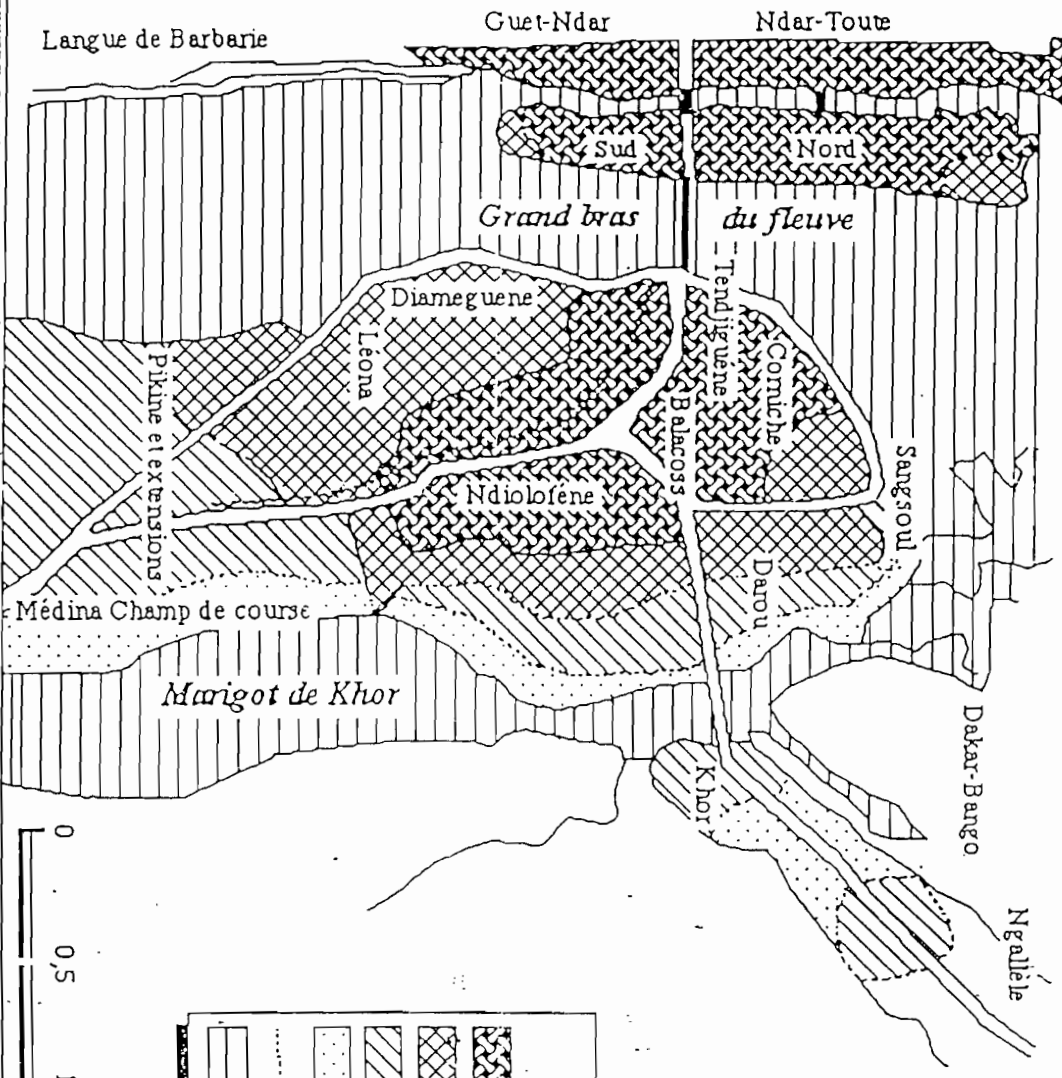 Guet-Ndar
Ndar-Toute
Langue de Barbarie
Sud
Nord
Grand bras
du fleuve
Diameguene
Léona
Tendjiguène
Corniche
Balacoss
Pikine et extensions
Ndiolofène
Sangsoul
Darou
Médina Champ de course
Marigot de Khor
Khor
Dakar-Bango
Ngallèle
0
0,5